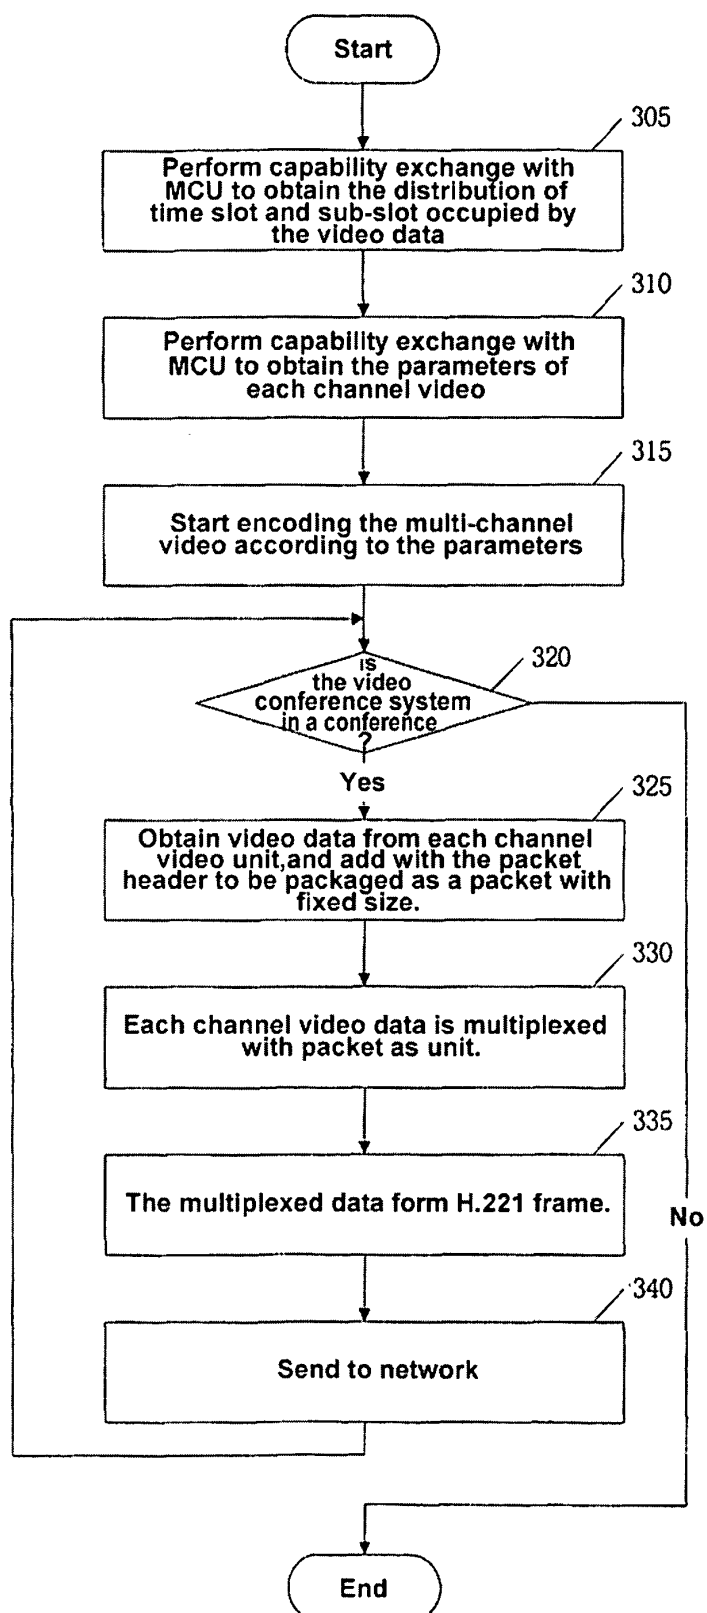 Start
305
Perform capability exchange with
MCU to obtain the distribution of
time slot and sub-slot occupied by
the video data
310
Perform capability exchange with
MCU to obtain the parameters of
each channel video
315
Start encoding the multi-channel
video according to the parameters
320
is
the video
conference system
in a conference
?
Yes
325
Obtain video data from each channel
video unit,and add with the packet
header to be packaged as a packet with
fixed size.
330
Each channel video data is multiplexed
with packet as unit.
335
The multiplexed data form H.221 frame.
No
340
Send to network
End